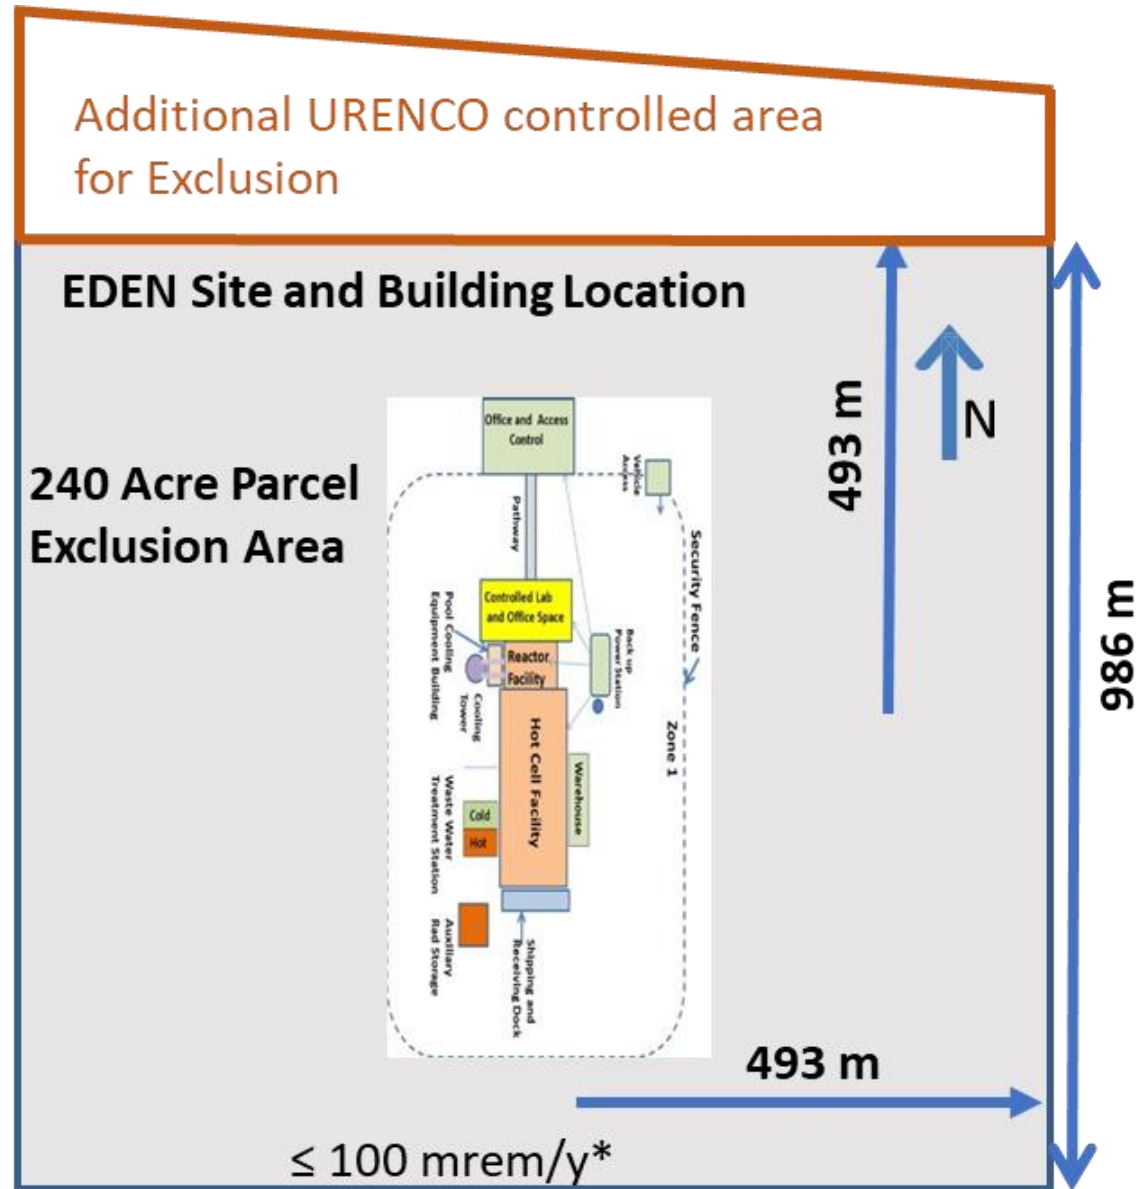 Additional URENCO controlled area
for Exclusion
EDEN Site and Building Location
N
493 m
986 m
240 Acre Parcel
Exclusion Area
Office and Access
Control
Vehicle
Access
Pathway
Security Fence
Controlled Lab
and Office Space
Pool Cooling
Equipment Building
Reactor
Facility
Back up
Power Station
Cooling
Tower
Zone 1
Hot Cell Facility
Warehouse
Waste Water
Treatment Station
Cold
Hot
Auxiliary
Rad Storage
Shipping and
Receiving Dock
493 m
≤ 100 mrem/y*